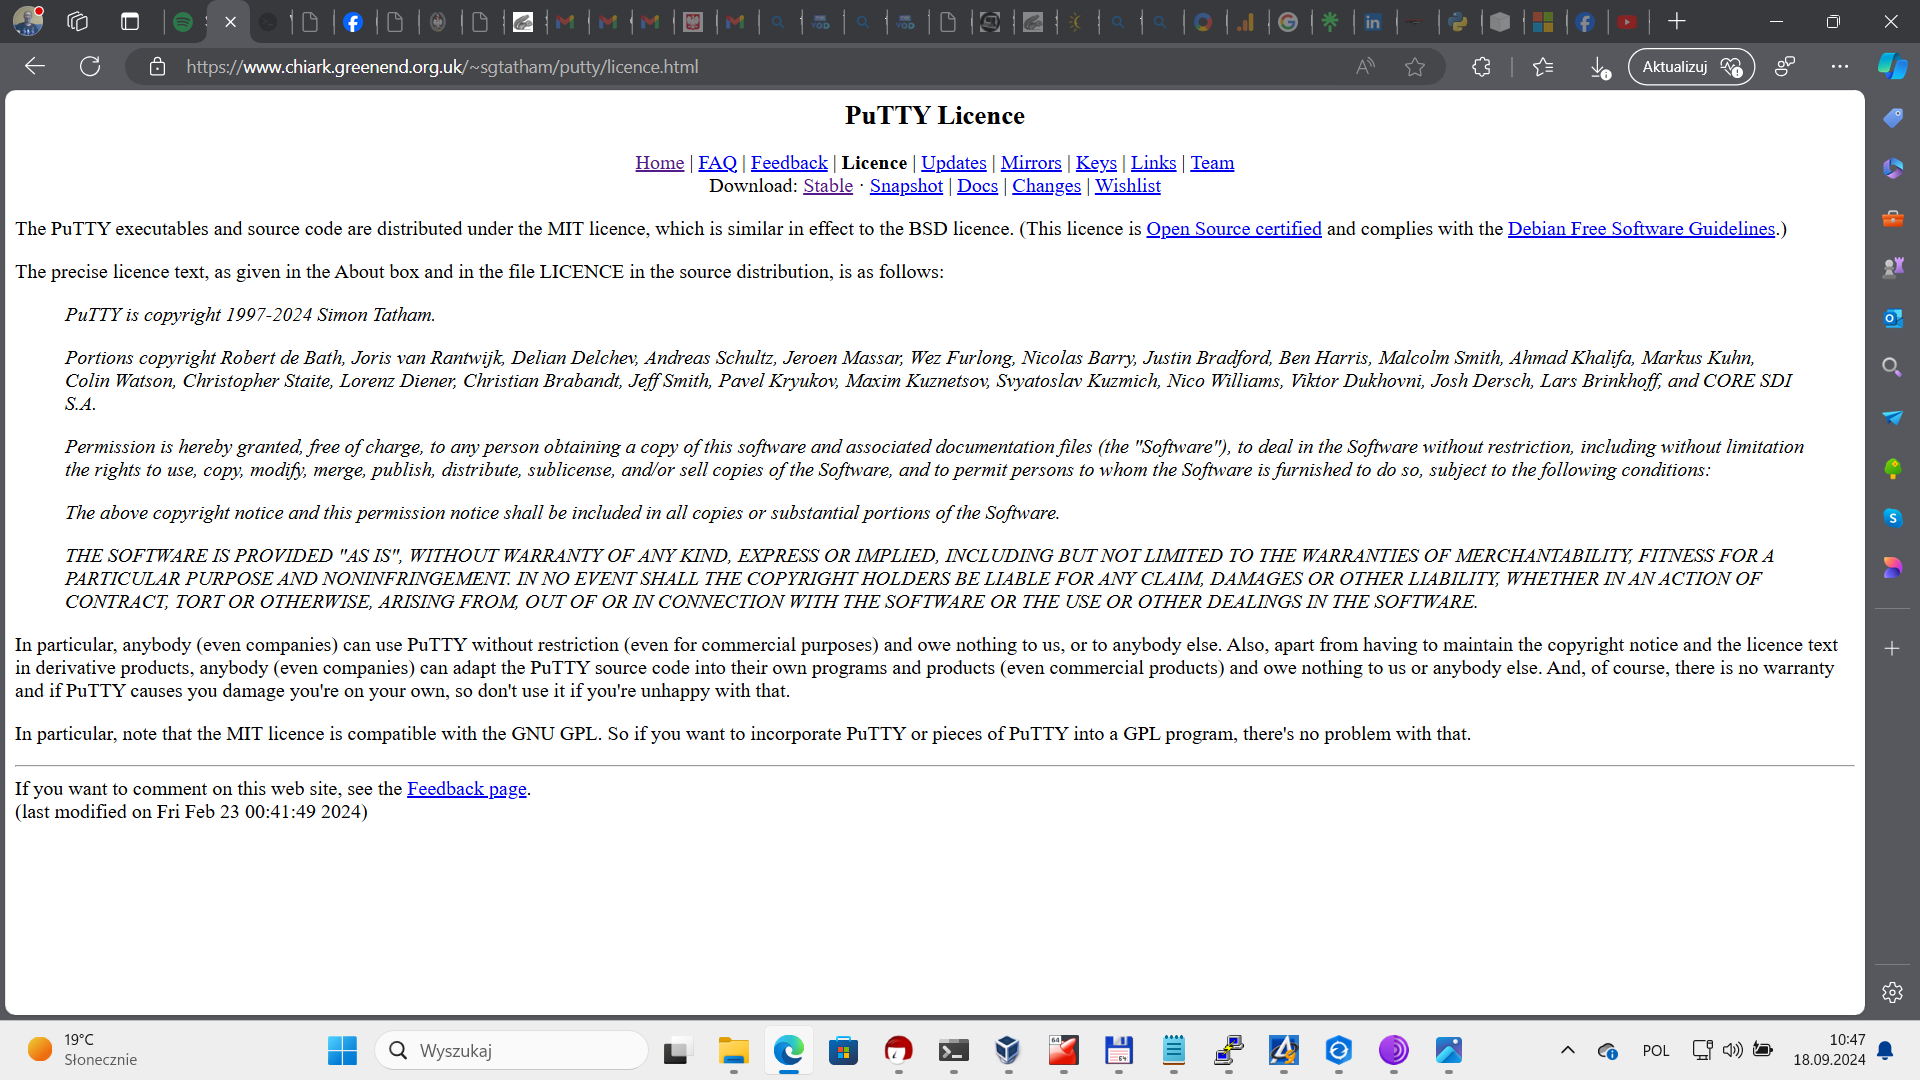 https://www.chiark.greenend.org.uk/~sgtatham/putty/licence.html
Aktualizuj
PuTTY Licence
Home | FAQ | Feedback | Licence | Updates | Mirrors | Keys | Links | Team
Download: Stable · Snapshot | Docs | Changes | Wishlist
The PuTTY executables and source code are distributed under the MIT licence, which is similar in effect to the BSD licence. (This licence is Open Source certified and complies with the Debian Free Software Guidelines.)
The precise licence text, as given in the About box and in the file LICENCE in the source distribution, is as follows:
PuTTY is copyright 1997-2024 Simon Tatham.
Portions copyright Robert de Bath, Joris van Rantwijk, Delian Delchev, Andreas Schultz, Jeroen Massar, Wez Furlong, Nicolas Barry, Justin Bradford, Ben Harris, Malcolm Smith, Ahmad Khalifa, Markus Kuhn,
Colin Watson, Christopher Staite, Lorenz Diener, Christian Brabandt, Jeff Smith, Pavel Kryukov, Maxim Kuznetsov, Svyatoslav Kuzmich, Nico Williams, Viktor Dukhovni, Josh Dersch, Lars Brinkhoff, and CORE SDI
S.A.
Permission is hereby granted, free of charge, to any person obtaining a copy of this software and associated documentation files (the "Software"), to deal in the Software without restriction, including without limitation
the rights to use, copy, modify, merge, publish, distribute, sublicense, and/or sell copies of the Software, and to permit persons to whom the Software is furnished to do so, subject to the following conditions:
The above copyright notice and this permission notice shall be included in all copies or substantial portions of the Software.
THE SOFTWARE IS PROVIDED "AS IS", WITHOUT WARRANTY OF ANY KIND, EXPRESS OR IMPLIED, INCLUDING BUT NOT LIMITED TO THE WARRANTIES OF MERCHANTABILITY, FITNESS FOR A
PARTICULAR PURPOSE AND NONINFRINGEMENT. IN NO EVENT SHALL THE COPYRIGHT HOLDERS BE LIABLE FOR ANY CLAIM, DAMAGES OR OTHER LIABILITY, WHETHER IN AN ACTION OF
CONTRACT, TORT OR OTHERWISE, ARISING FROM, OUT OF OR IN CONNECTION WITH THE SOFTWARE OR THE USE OR OTHER DEALINGS IN THE SOFTWARE.
In particular, anybody (even companies) can use PuTTY without restriction (even for commercial purposes) and owe nothing to us, or to anybody else. Also, apart from having to maintain the copyright notice and the licence text
in derivative products, anybody (even companies) can adapt the PuTTY source code into their own programs and products (even commercial products) and owe nothing to us or anybody else. And, of course, there is no warranty
and if PuTTY causes you damage you're on your own, so don't use it if you're unhappy with that.
In particular, note that the MIT licence is compatible with the GNU GPL. So if you want to incorporate PuTTY or pieces of PuTTY into a GPL program, there's no problem with that.
If you want to comment on this web site, see the Feedback page.
(last modified on Fri Feb 23 00:41:49 2024)
19°C
Słonecznie
Wyszukaj
POL
10:47
18.09.2024